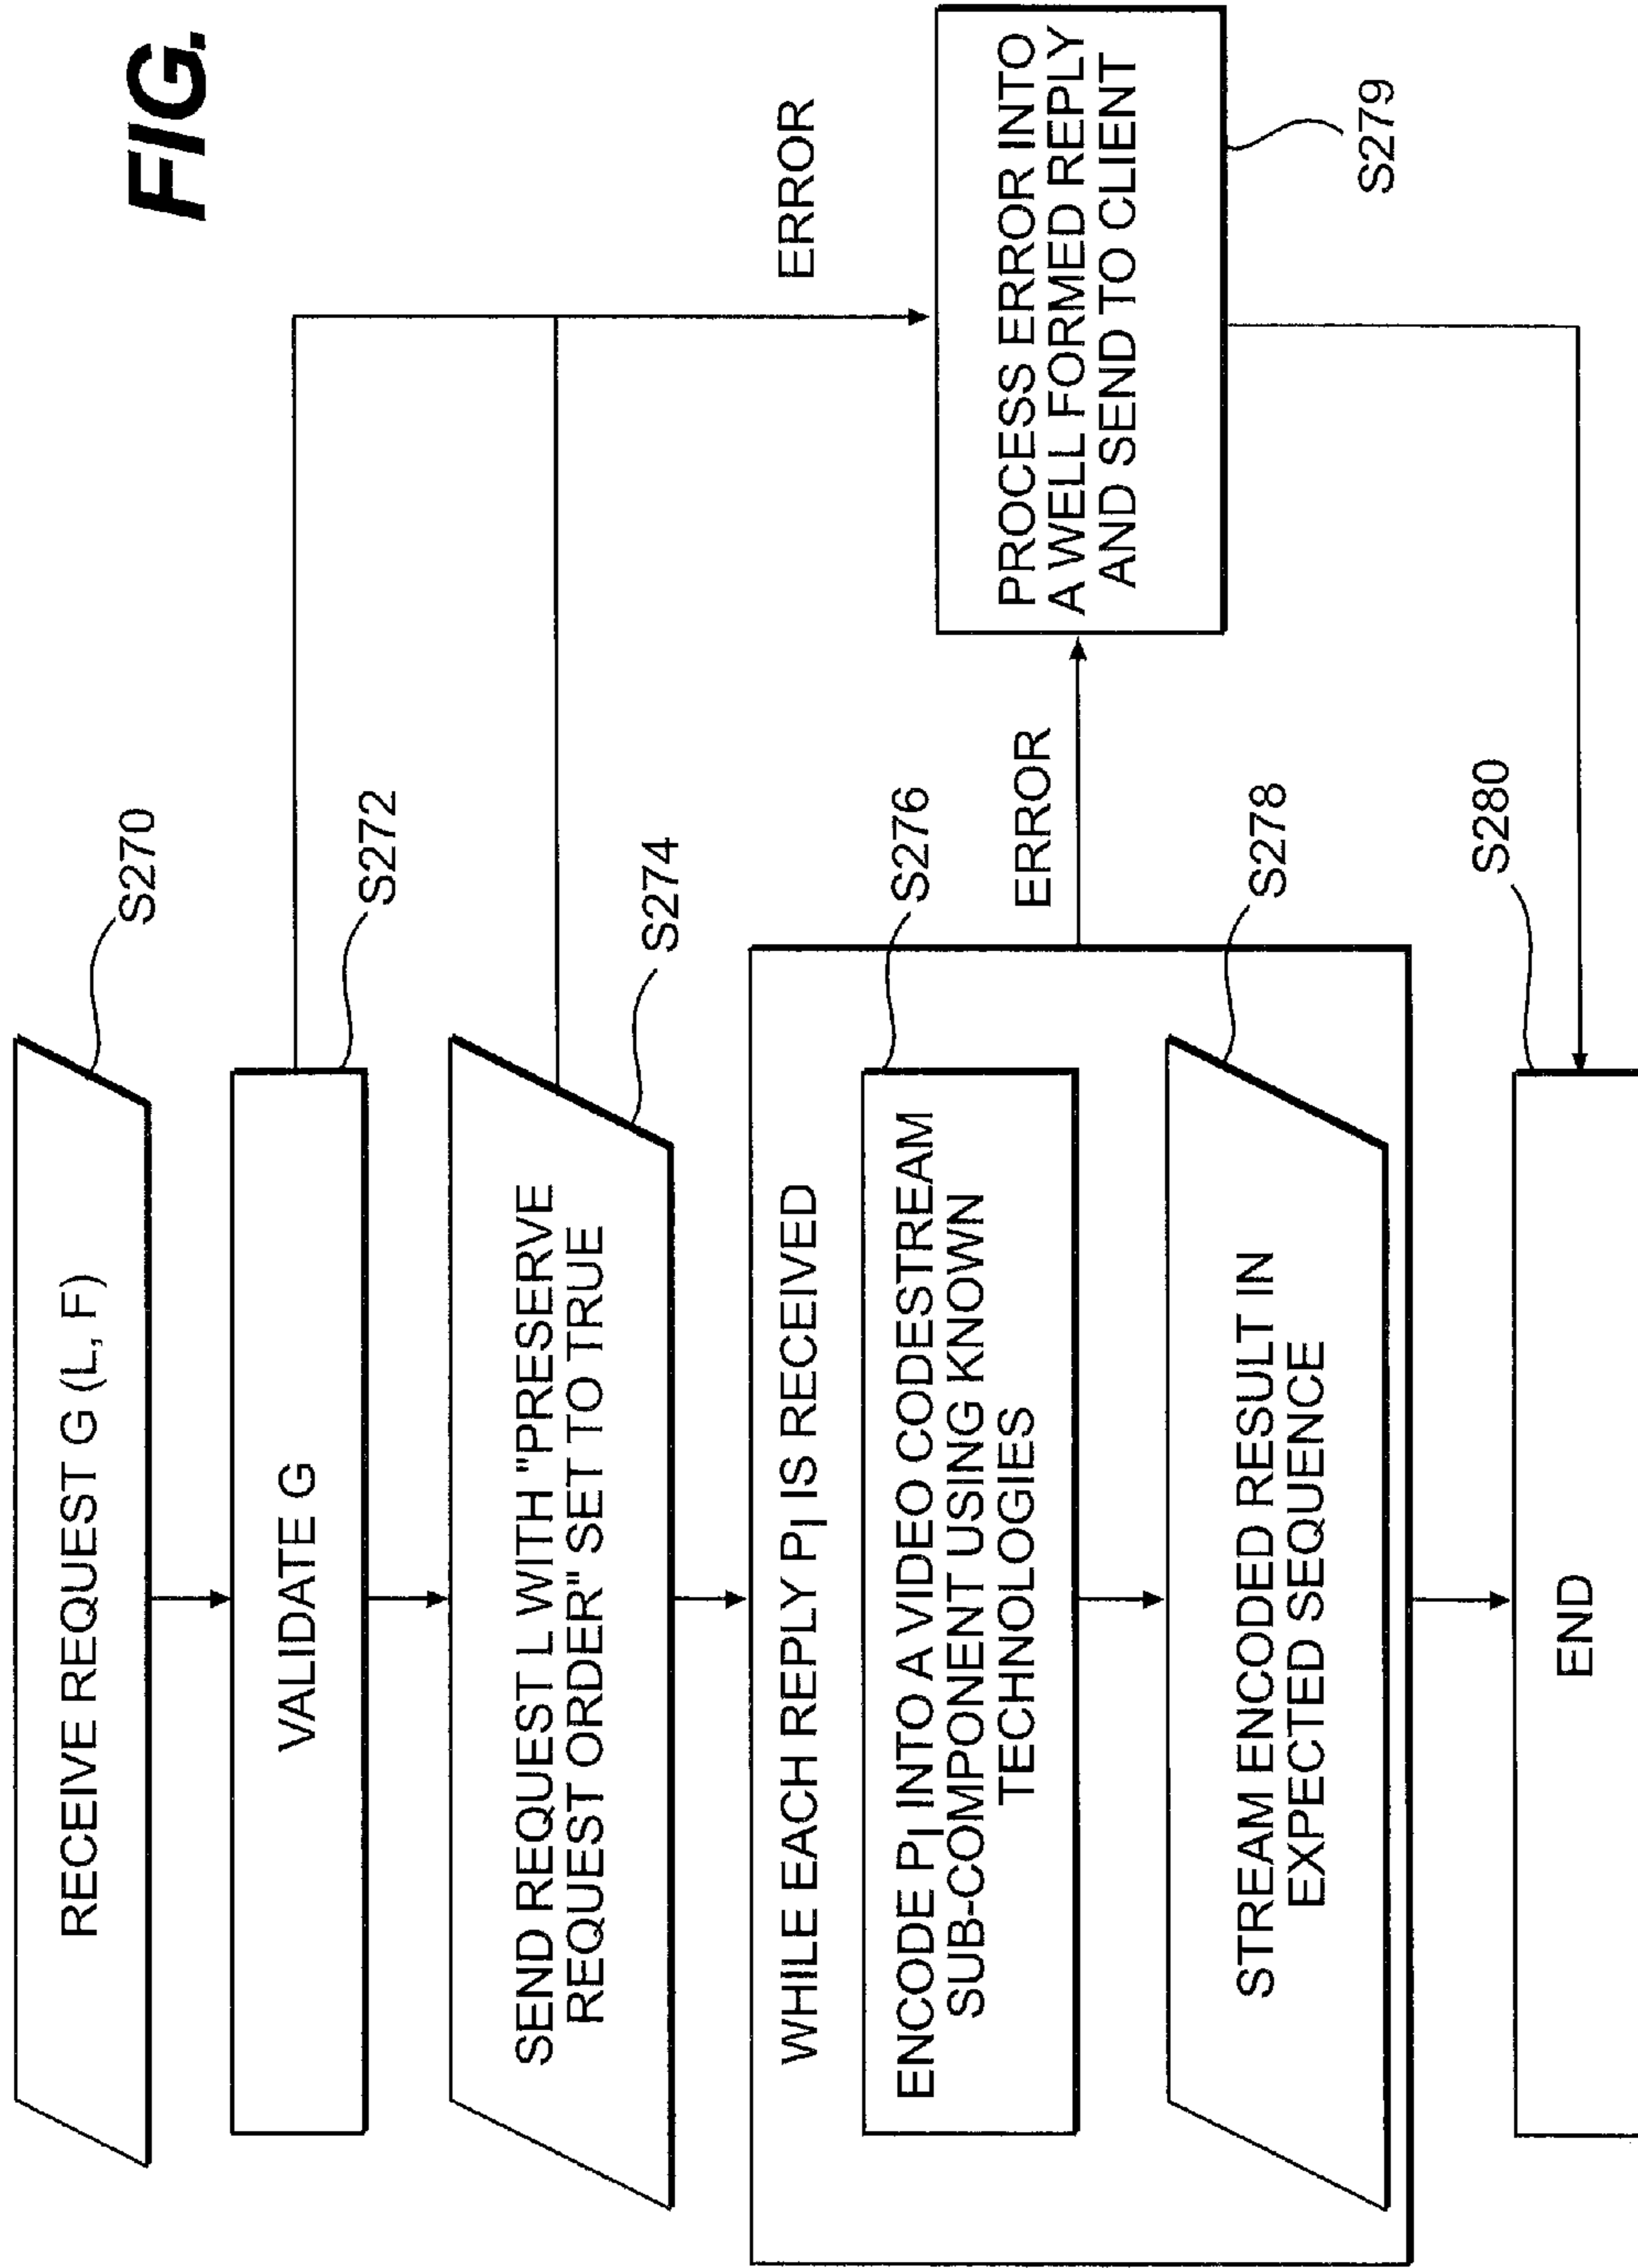 FIG.
RECEIVE REQUEST G (L, F)
S270
VALIDATE G
S272
SEND REQUEST L WITH "PRESERVE
REQUEST ORDER" SET TO TRUE
S274
ERROR
WHILE EACH REPLY PI IS RECEIVED
ENCODE PI INTO A VIDEO CODESTREAM
SUB-COMPONENT USING KNOWN
TECHNOLOGIES
S276
ERROR
PROCESS ERROR INTO
A WELL FORMED REPLY
AND SEND TO CLIENT
S279
STREAM ENCODED RESULT IN
EXPECTED SEQUENCE
S278
END
S280